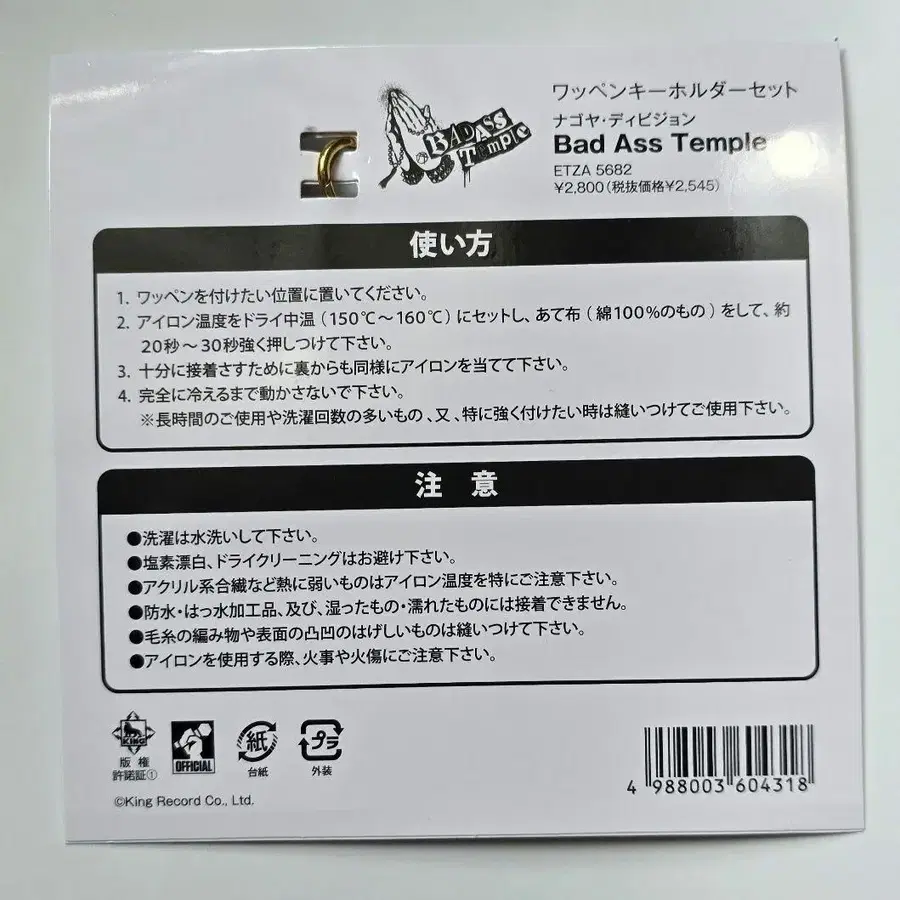 BAD ASS
Temple
ワッペンキーホルダーセット
ナゴヤ・ディビジョン
Bad Ass Temple
ETZA 5682
¥2,800(税抜価格¥2,545)
使い方
1. ワッペンを付けたい位置に置いてください。
2. アイロン温度をドライ中温(150℃〜160℃)にセットし、あて布(綿100%のもの)をして、約
20秒〜30秒強く押しつけて下さい。
3. 十分に接着さすために裏からも同様にアイロンを当てて下さい。
4. 完全に冷えるまで動かさないで下さい。
※長時間のご使用や洗濯回数の多いもの、又、特に強く付けたい時は縫いつけてご使用下さい。
注 意
●洗濯は水洗いして下さい。
●塩素漂白、ドライクリーニングはお避け下さい。
●アクリル系合繊など熱に弱いものはアイロン温度を特にご注意下さい。
●防水・はっ水加工品、及び、湿ったもの・濡れたものには接着できません。
●毛糸の編み物や表面の凸凹のはげしいものは縫いつけて下さい。
●アイロンを使用する際、火事や火傷にご注意下さい。
KING
版権
許諾証①
OFFICIAL
紙
台紙
プラ
外装
4 988003 604318
©King Record Co., Ltd.